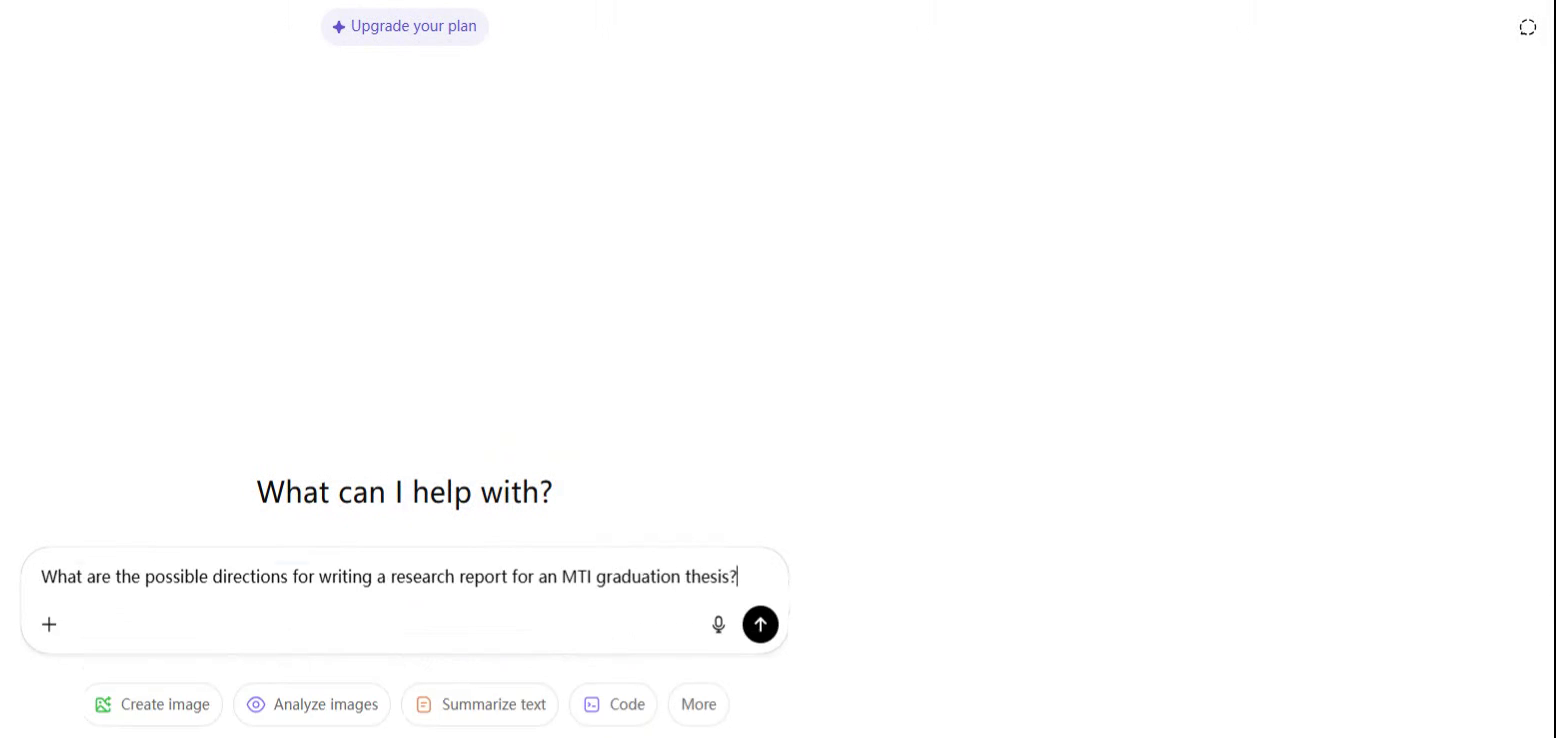 Upgrade your plan
What can I help with?
What are the possible directions for writing a research report for an MTI graduation thesis?
Create image
Analyze images
Summarize text
Code
More